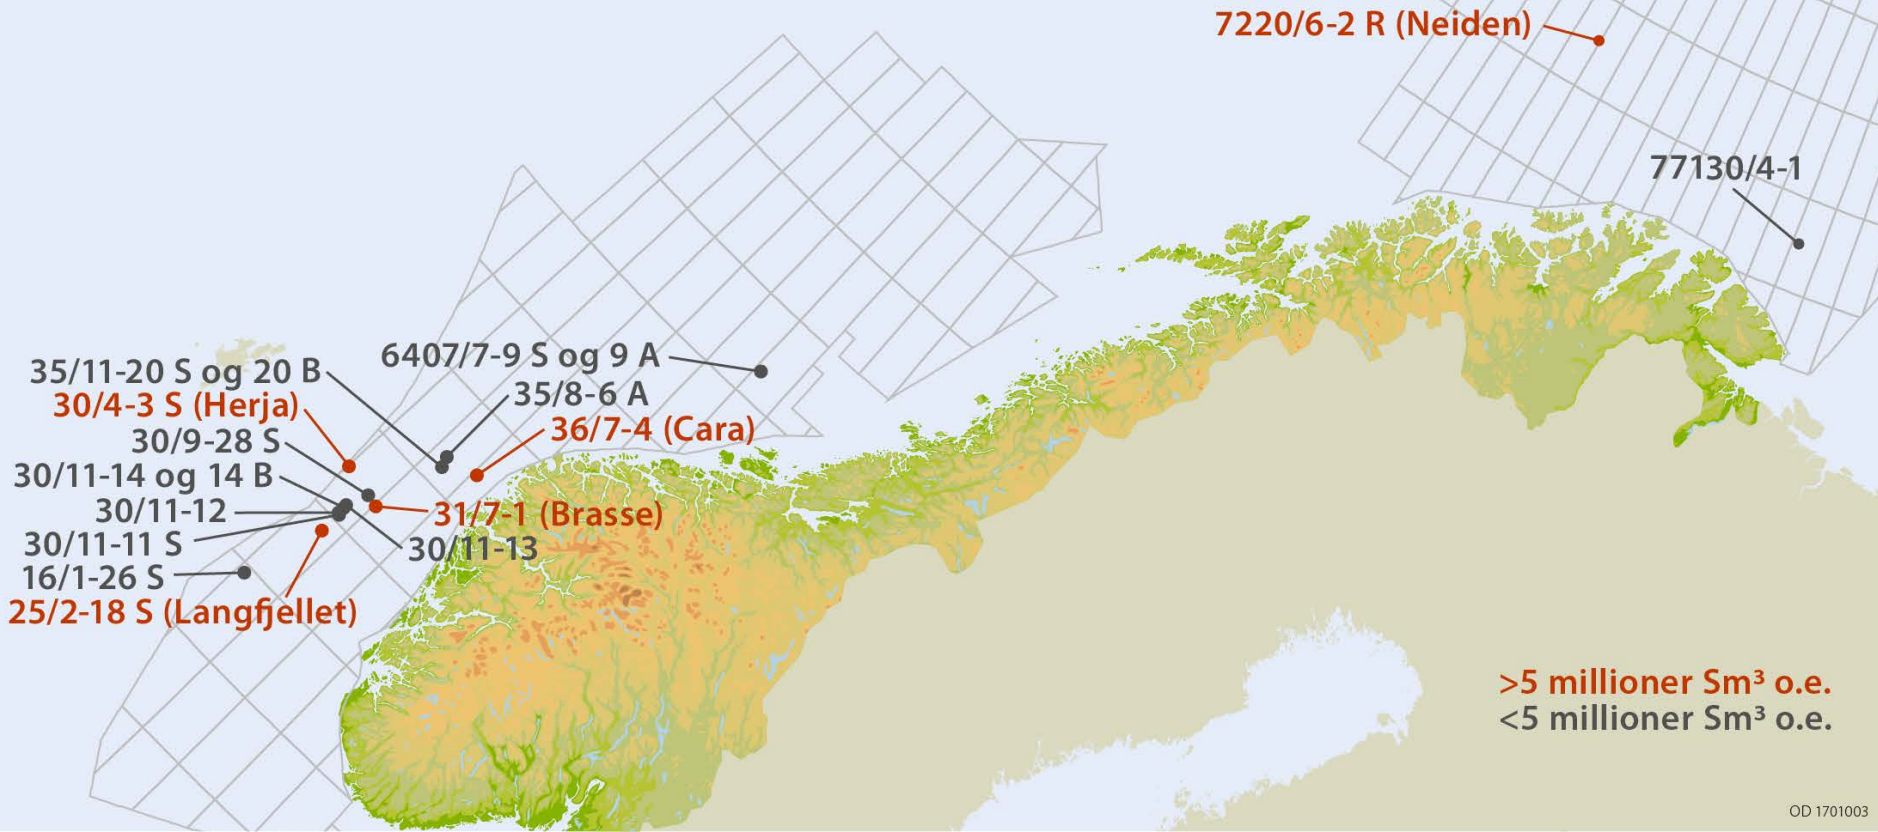 7220/6-2 R (Neiden)
77130/4-1
6407/7-9 S og 9 A
35/11-20 S og 20 B
35/8-6 A
30/4-3 S (Herja)
36/7-4 (Cara)
30/9-28 S
30/11-14 og 14 B
30/11-12
31/7-1 (Brasse)
30/11-11 S
30/11-13
16/1-26 S
25/2-18 S (Langfjellet)
>5 millioner Sm³ o.e.
<5 millioner Sm³ o.e.
OD 1701003